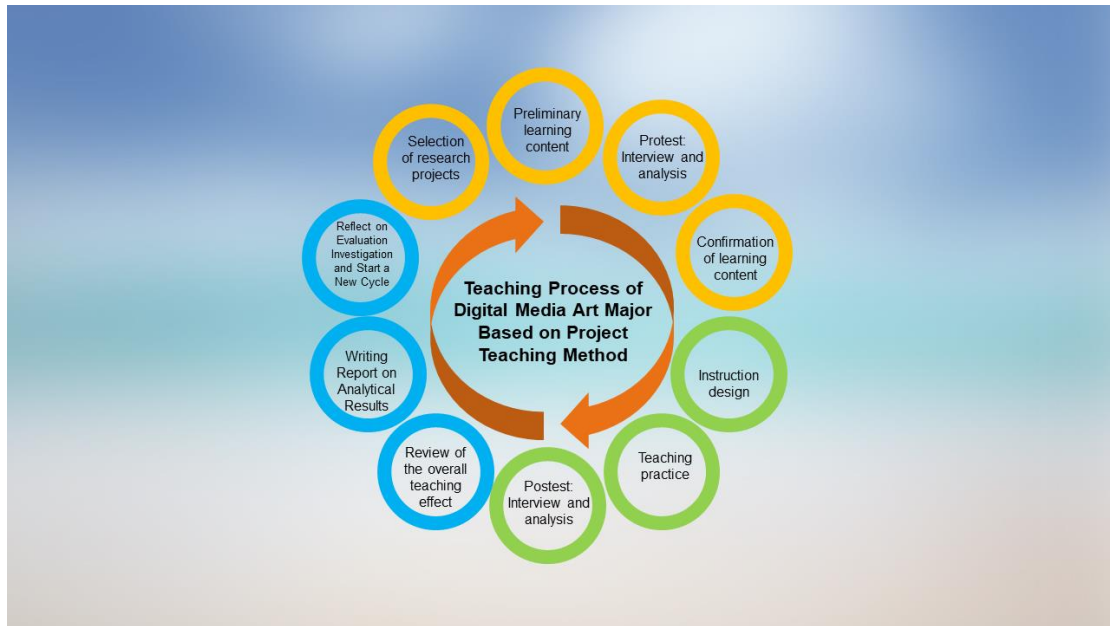 Preliminary
learning
content
Selection
of research
projects
Protest:
Interview and
analysis
Reflect on
Evaluation
Investigation
and Start a
New Cycle
Confirmation
of learning
content
Teaching Process of
Digital Media Art Major
Based on Project
Teaching Method
Writing
Report on
Analytical
Results
Instruction
design
Review of
the overall
teaching
effect
Teaching
practice
Postest:
Interview and
analysis